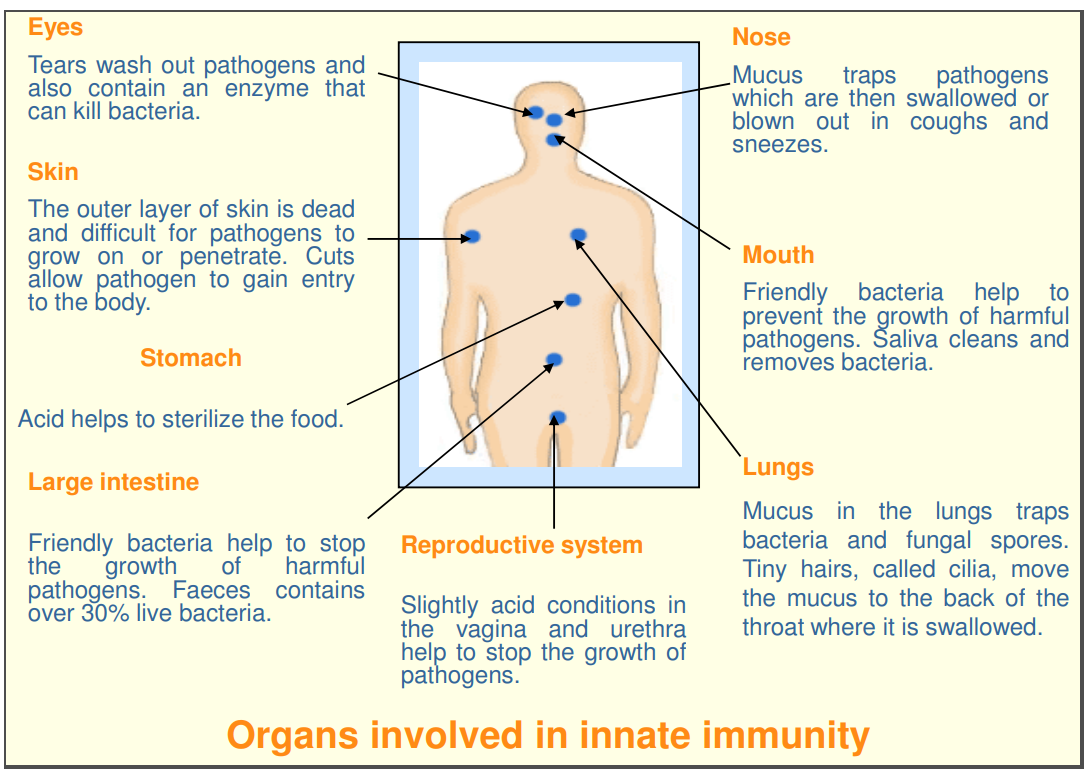 Eyes
Tears wash out pathogens and
also contain an enzyme that
can kill bacteria.
Skin
The outer layer of skin is dead
and difficult for pathogens to
grow on or penetrate. Cuts
allow pathogen to gain entry
to the body.
Stomach
Acid helps to sterilize the food.
Large intestine
Friendly bacteria help to stop
the growth of harmful
pathogens. Faeces contains
over 30% live bacteria.
Reproductive system
Slightly acid conditions in
the vagina and urethra
help to stop the growth of
pathogens.
Nose
Mucus traps pathogens
which are then swallowed or
blown out in coughs and
sneezes.
Mouth
Friendly bacteria help to
prevent the growth of harmful
pathogens. Saliva cleans and
removes bacteria.
Lungs
Mucus in the lungs traps
bacteria and fungal spores.
Tiny hairs, called cilia, move
the mucus to the back of the
throat where it is swallowed.
Organs involved in innate immunity